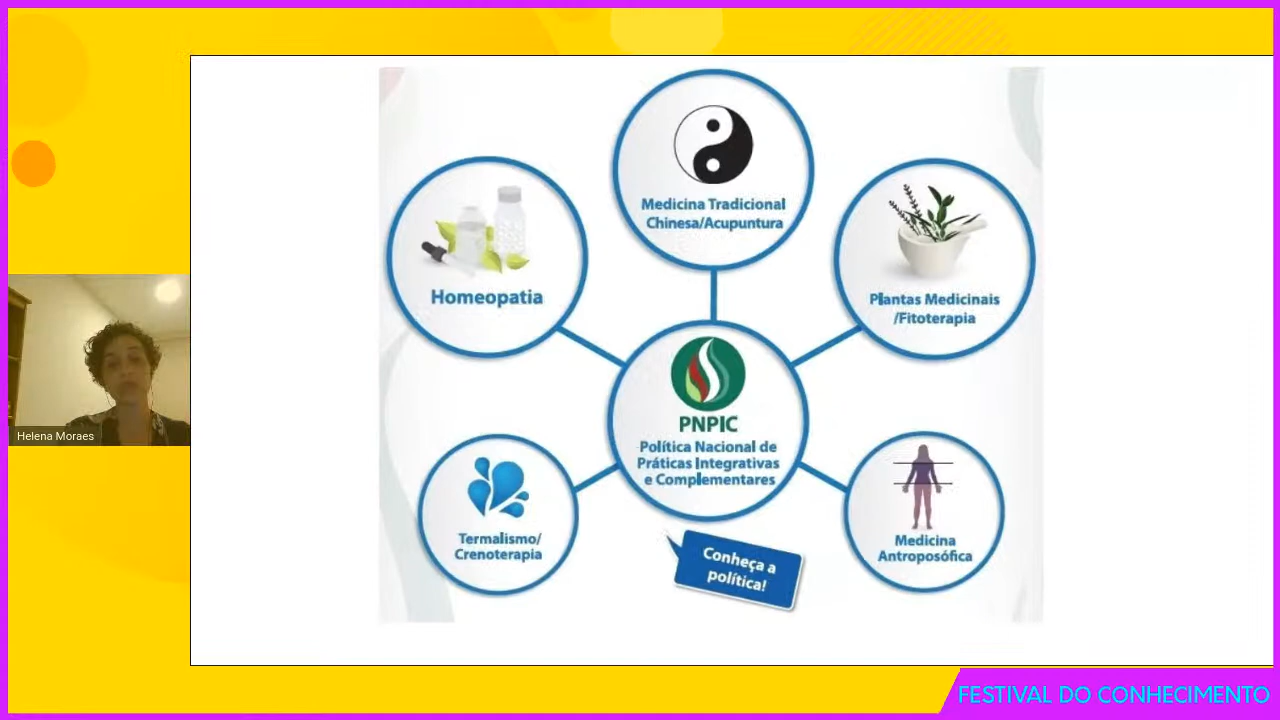 Medicina Tradicional
Chinesa/Acupuntura
Homeopatia
Plantas Medicinais
/Fitoterapia
PNPIC
Política Nacional de
Práticas Integrativas
e Complementares
Termalismo/
Crenoterapia
Medicina
Antroposófica
Conheça a
política!
Helena Moraes
FESTIVAL DO CONHECIMENTO